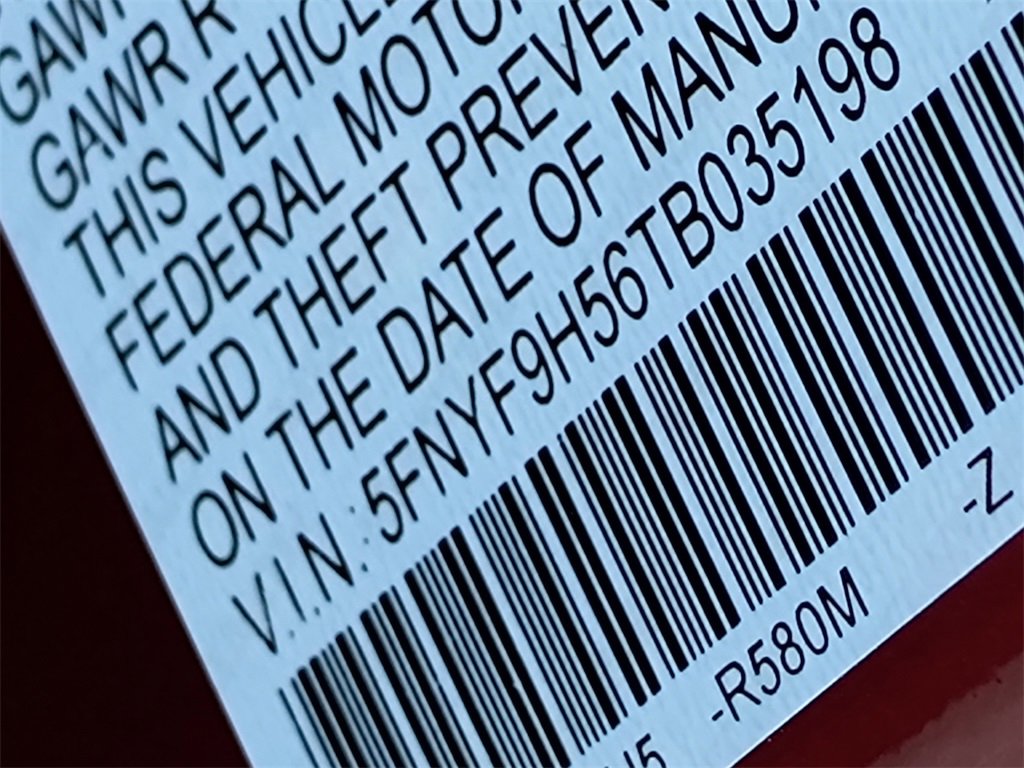 GAWR
GAWR R
THIS VEHICLE
FEDERAL MOTOR
AND THEFT PREVEN
ON THE DATE OF MANU
V.I.N.: 5FNYF9H56TB035198
-Z
-R580M